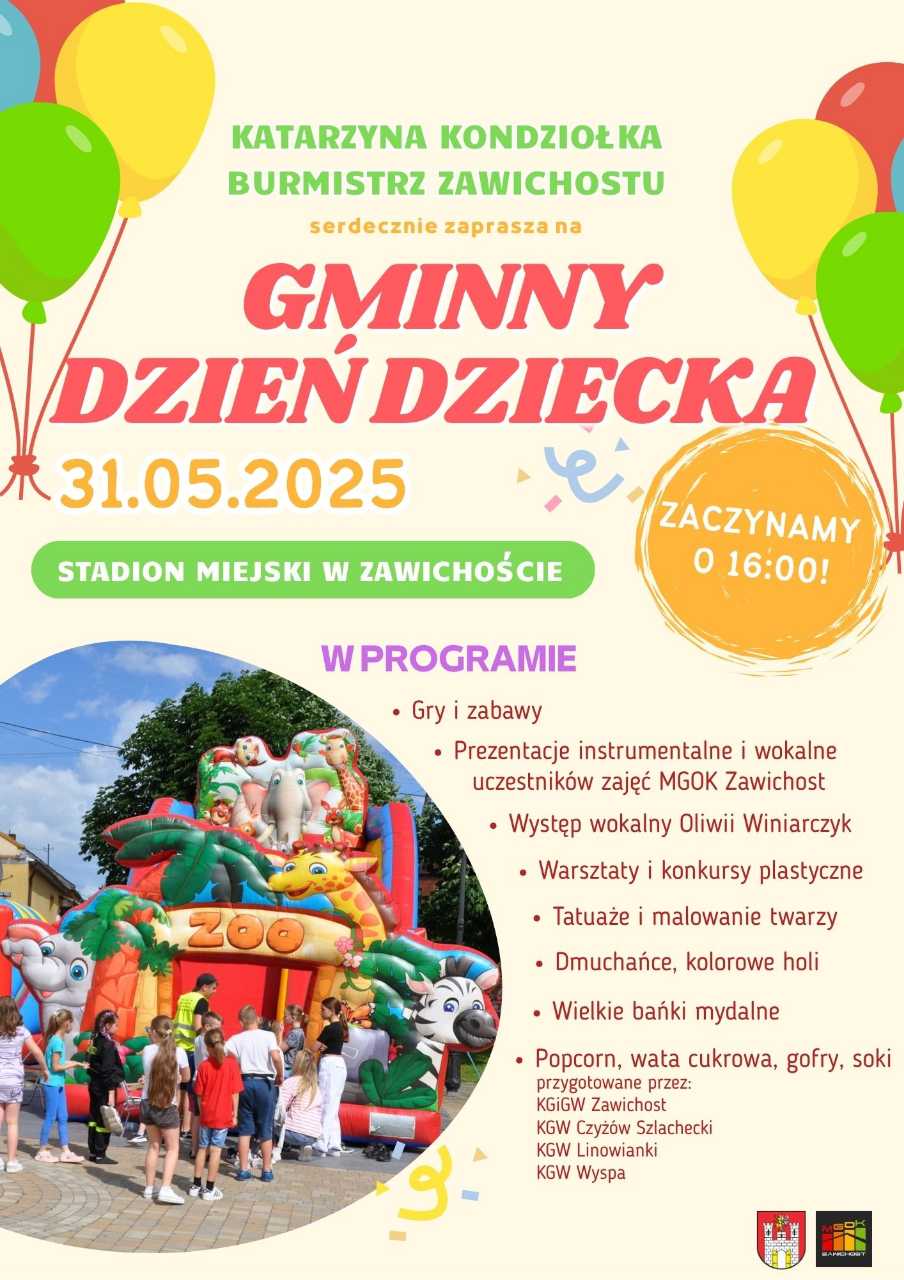 KATARZYNA KONDZIOŁKA
BURMISTRZ ZAWICHOSTU
serdecznie zaprasza na
GMINNY
DZIEŃ DZIECKA
31.05.2025
ZACZYNAMY
O 16:00!
STADION MIEJSKI W ZAWICHOŚCIE
W PROGRAMIE
• Gry i zabawy
• Prezentacje instrumentalne i wokalne
uczestników zajęć MGOK Zawichost
• Występ wokalny Oliwii Winiarczyk
• Warsztaty i konkursy plastyczne
• Tatuaże i malowanie twarzy
• Dmuchańce, kolorowe holi
• Wielkie bańki mydalne
• Popcorn, wata cukrowa, gofry, soki
przygotowane przez:
KGiGW Zawichost
KGW Czyżów Szlachecki
KGW Linowianki
KGW Wyspa
ZOO
MGOK
ZAWICHOST